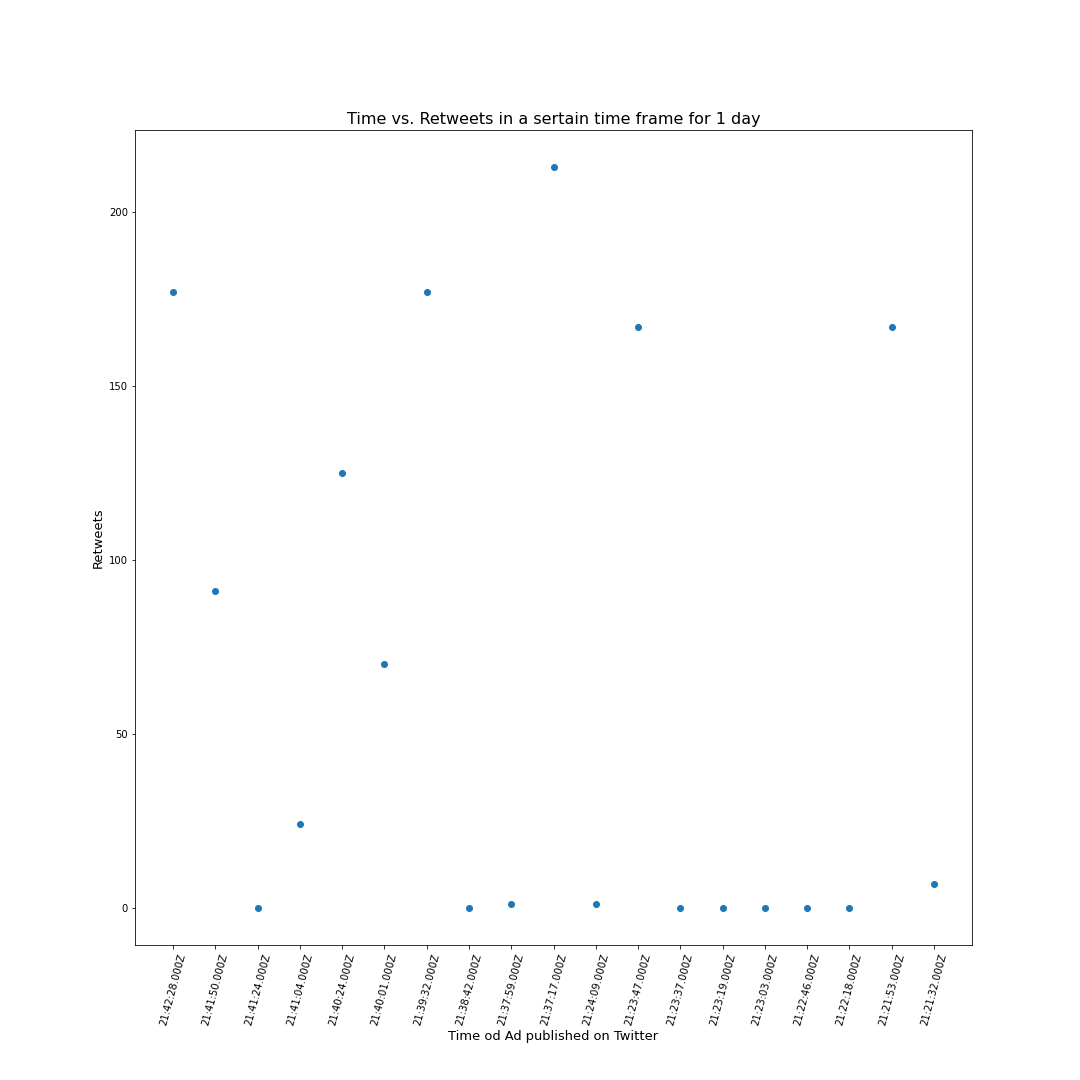 Time vs. Retweets in a sertain time frame for 1 day
Retweets
200
150
100
50
0
21:42:28.000Z
21:41:50.000Z
21:41:24.000Z
21:41:04.000Z
21:40:24.000Z
21:40:01.000Z
21:39:32.000Z
21:38:42.000Z
21:37:59.000Z
21:37:17.000Z
21:24:09.000Z
21:23:47.000Z
21:23:37.000Z
21:23:19.000Z
21:23:03.000Z
21:22:46.000Z
21:22:18.000Z
21:21:53.000Z
21:21:32.000Z
Time od Ad published on Twitter